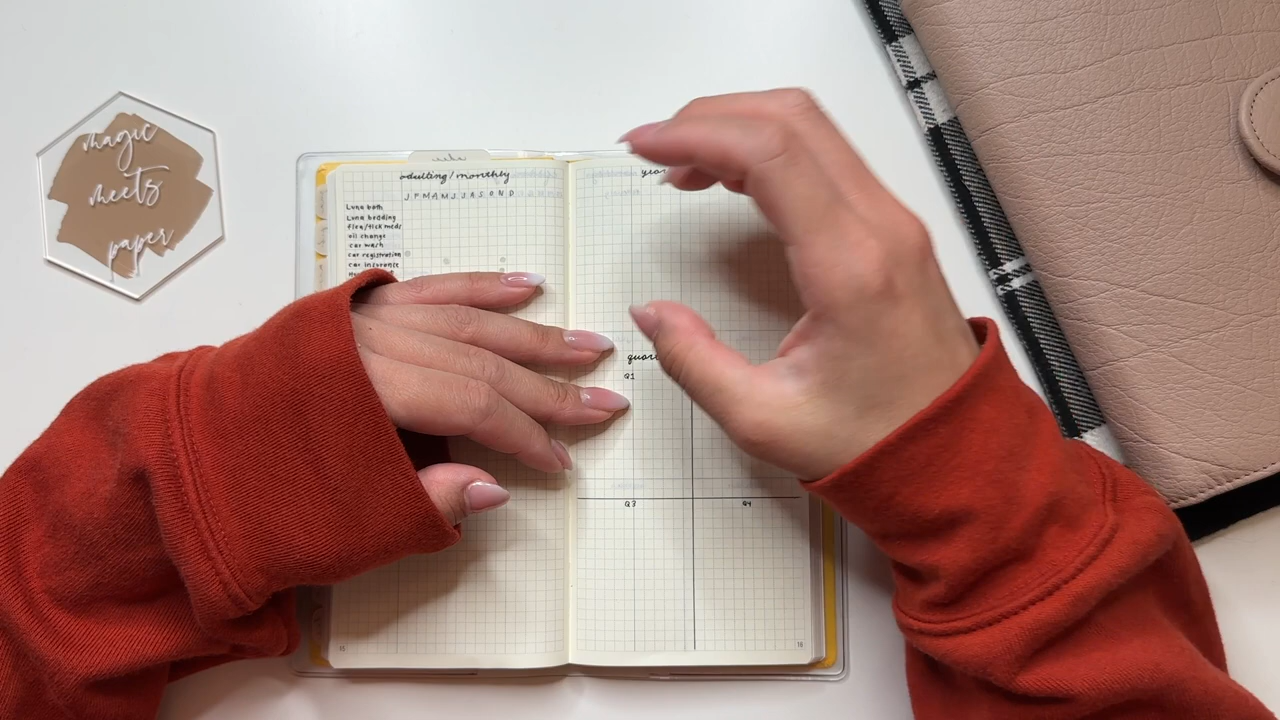 magic
meets
paper
adulting/monthly
J F M A M J J A S O N D
Luna bath
Luna bedding
flea/tick meds
oil change
car wash
car registration
car insurance
Q1
Q3
Q4
15